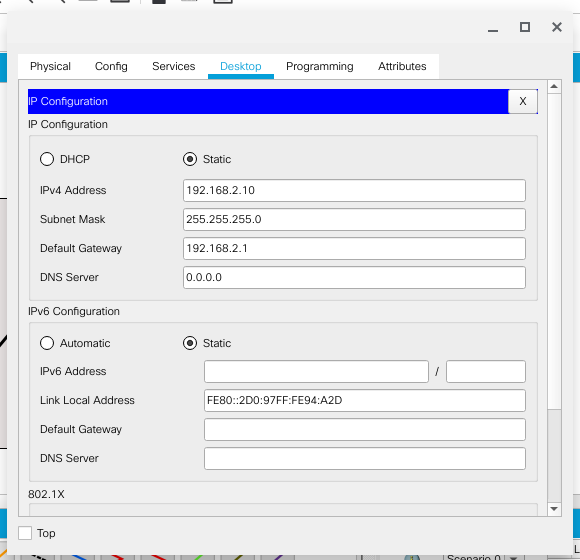 Physical Config Services Desktop Programming Attributes
IP Configuration X
IP Configuration
DHCP Static
IPv4 Address 192.168.2.10
Subnet Mask 255.255.255.0
Default Gateway 192.168.2.1
DNS Server 0.0.0.0
IPv6 Configuration
Automatic Static
IPv6 Address /
Link Local Address FE80::2D0:97FF:FE94:A2D
Default Gateway
DNS Server
802.1X
Top
Scenario 0